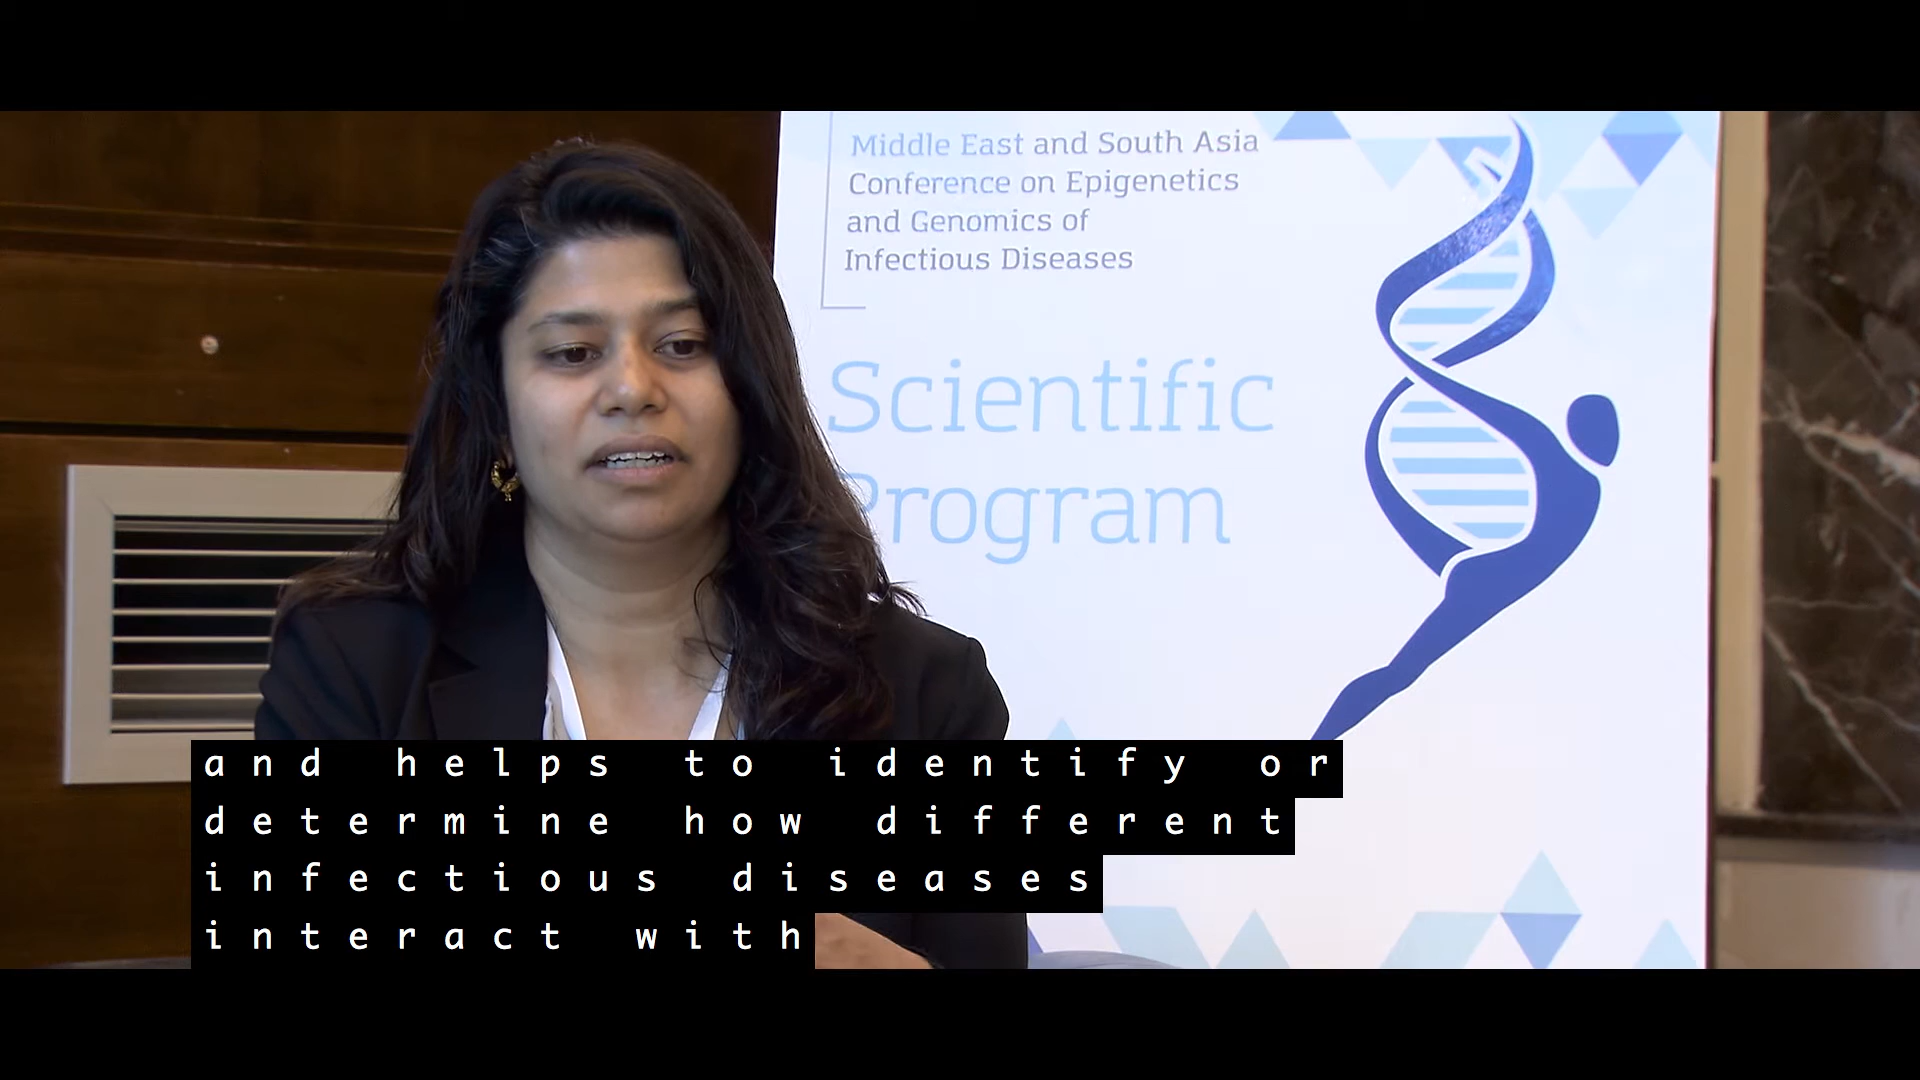 Middle East and South Asia
Conference on Epigenetics
and Genomics of
Infectious Diseases
Scientific
Program
and helps to identify or
determine how different
infectious diseases
interact with